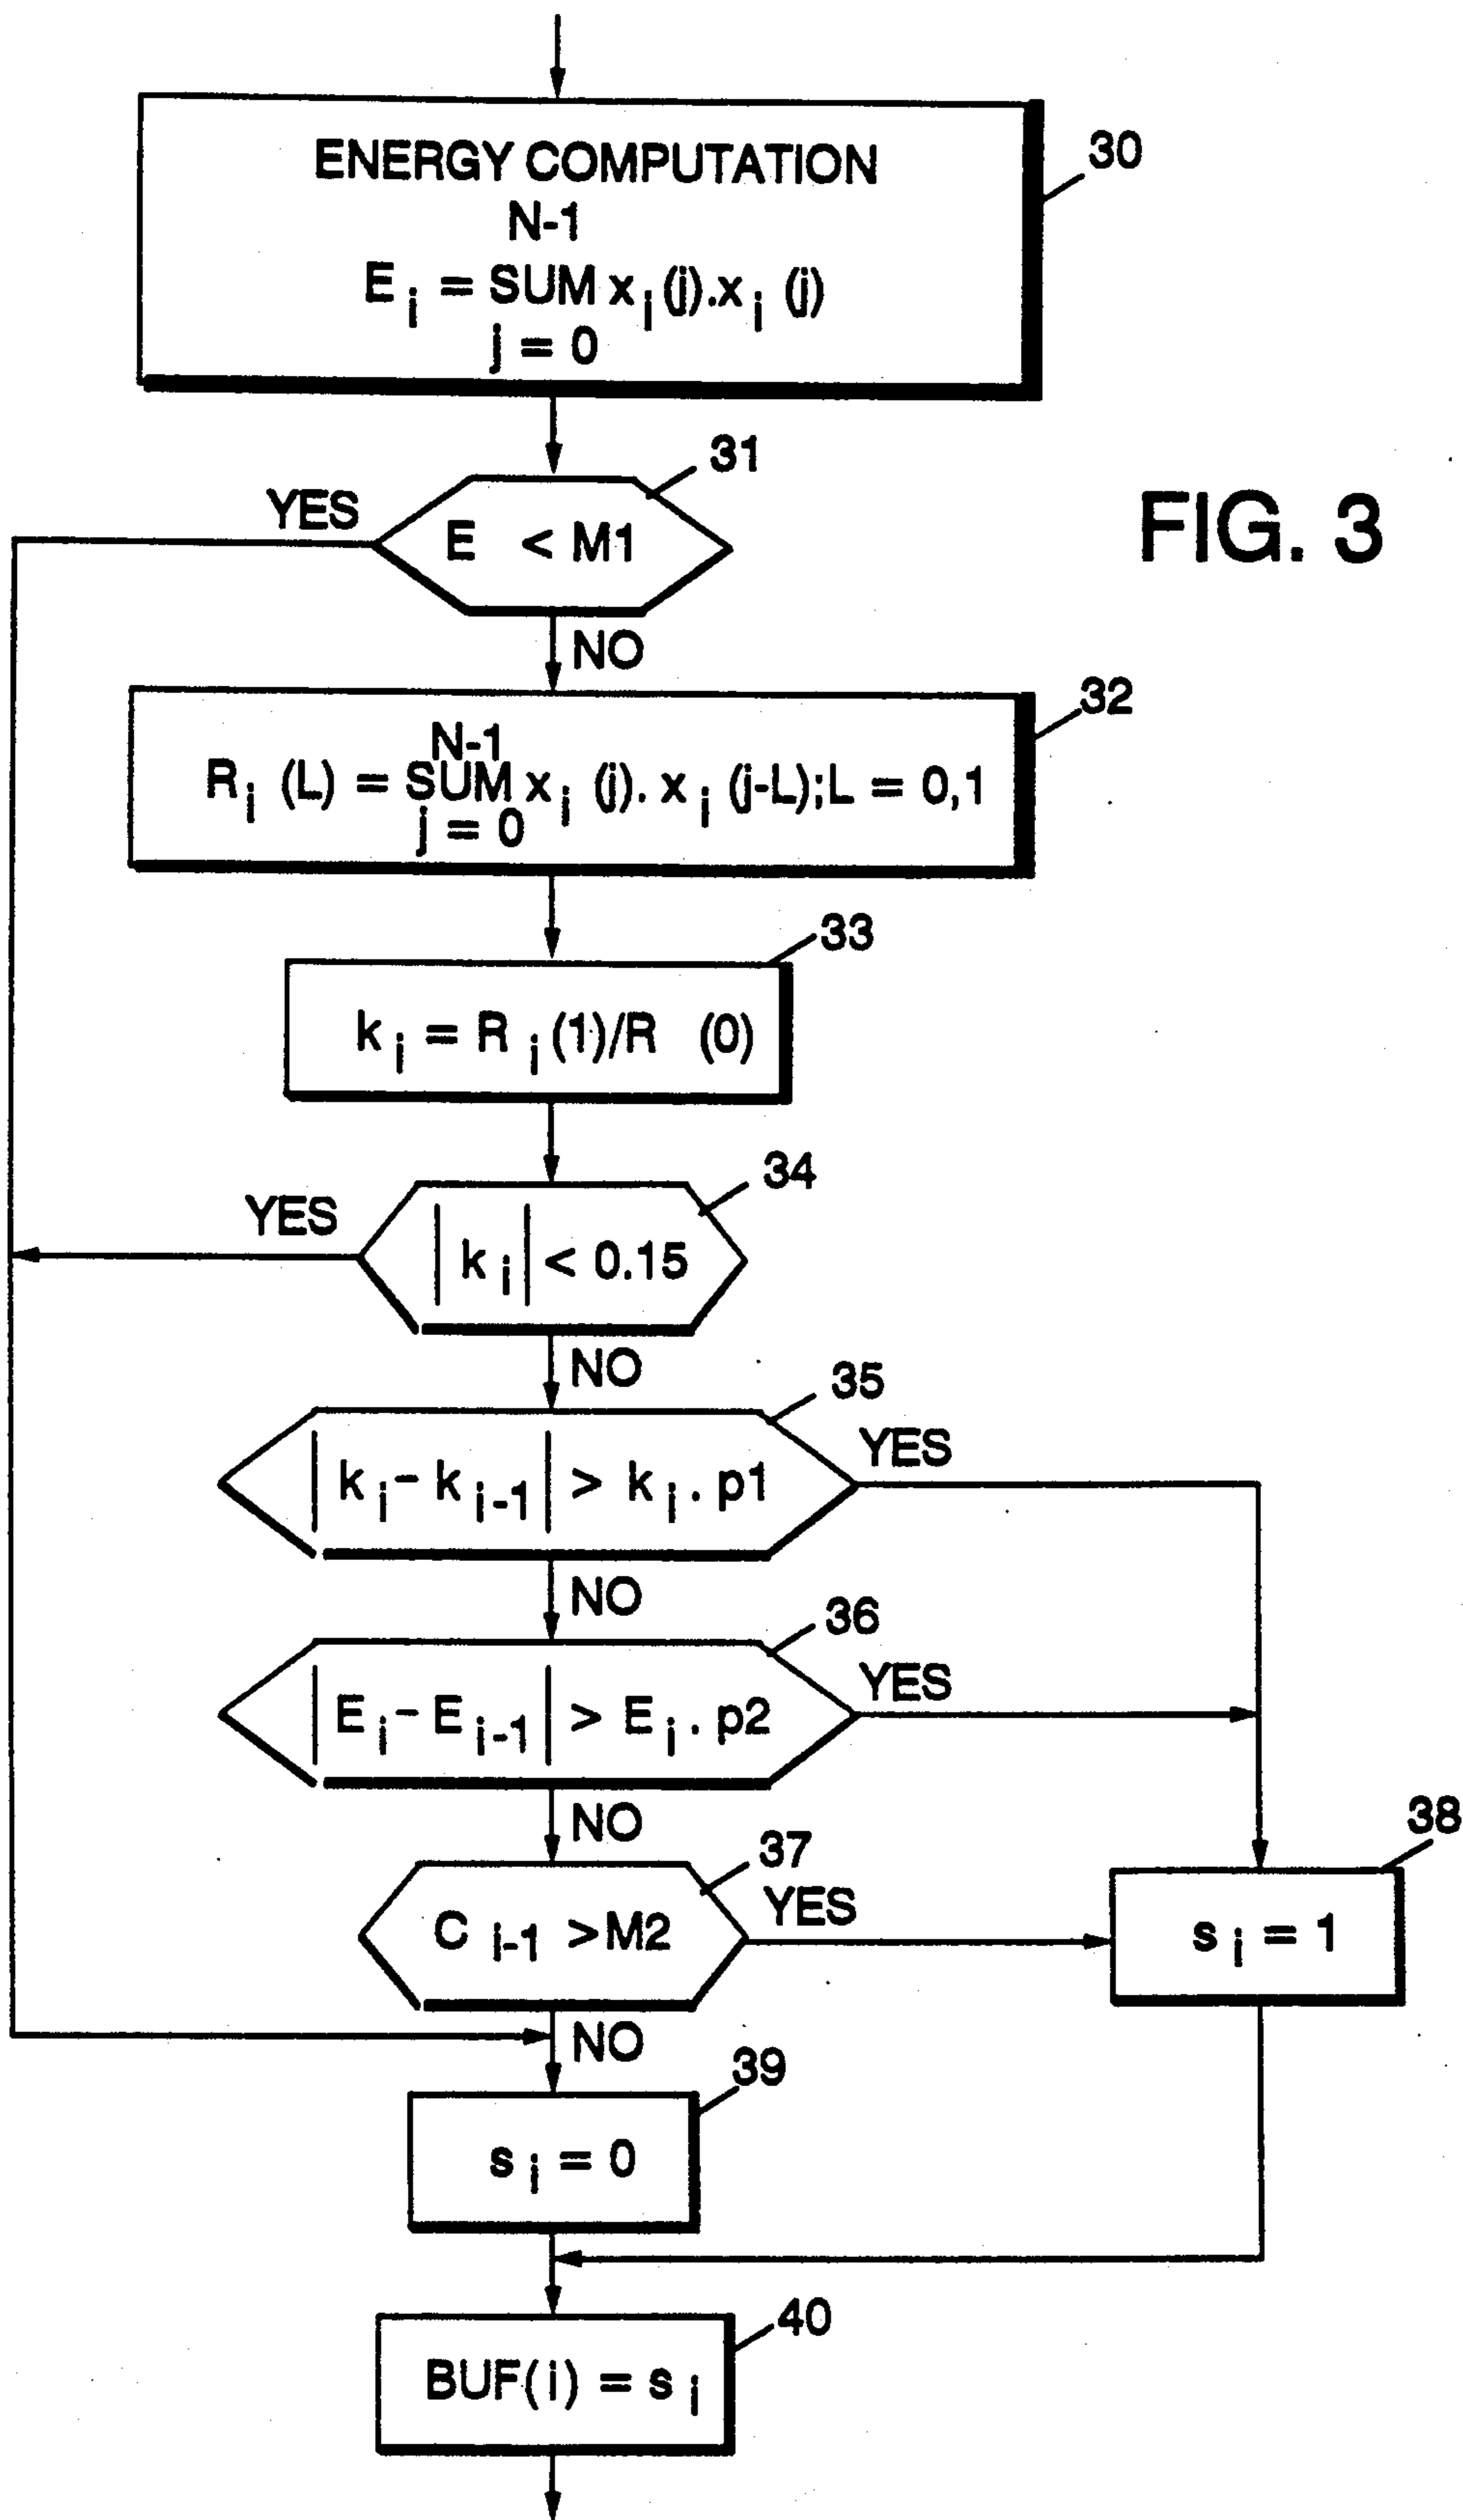 ENERGY COMPUTATION
30
N-1
E i = SUM x i (j).x i (j)
j = 0
31
YES
E < M1
FIG. 3
NO
32
N-1
R i (L) = SUM x i (j). x i (j-L);L = 0,1
j = 0
33
k i = R i (1)/R (0)
34
YES
| k i | < 0.15
NO
35
YES
| k i - k i-1 | > k i . p1
NO
36
YES
| E i - E i-1 | > E i . p2
NO
37
38
YES
C i-1 >M2
s i = 1
NO
39
s i = 0
40
BUF(i) = s i